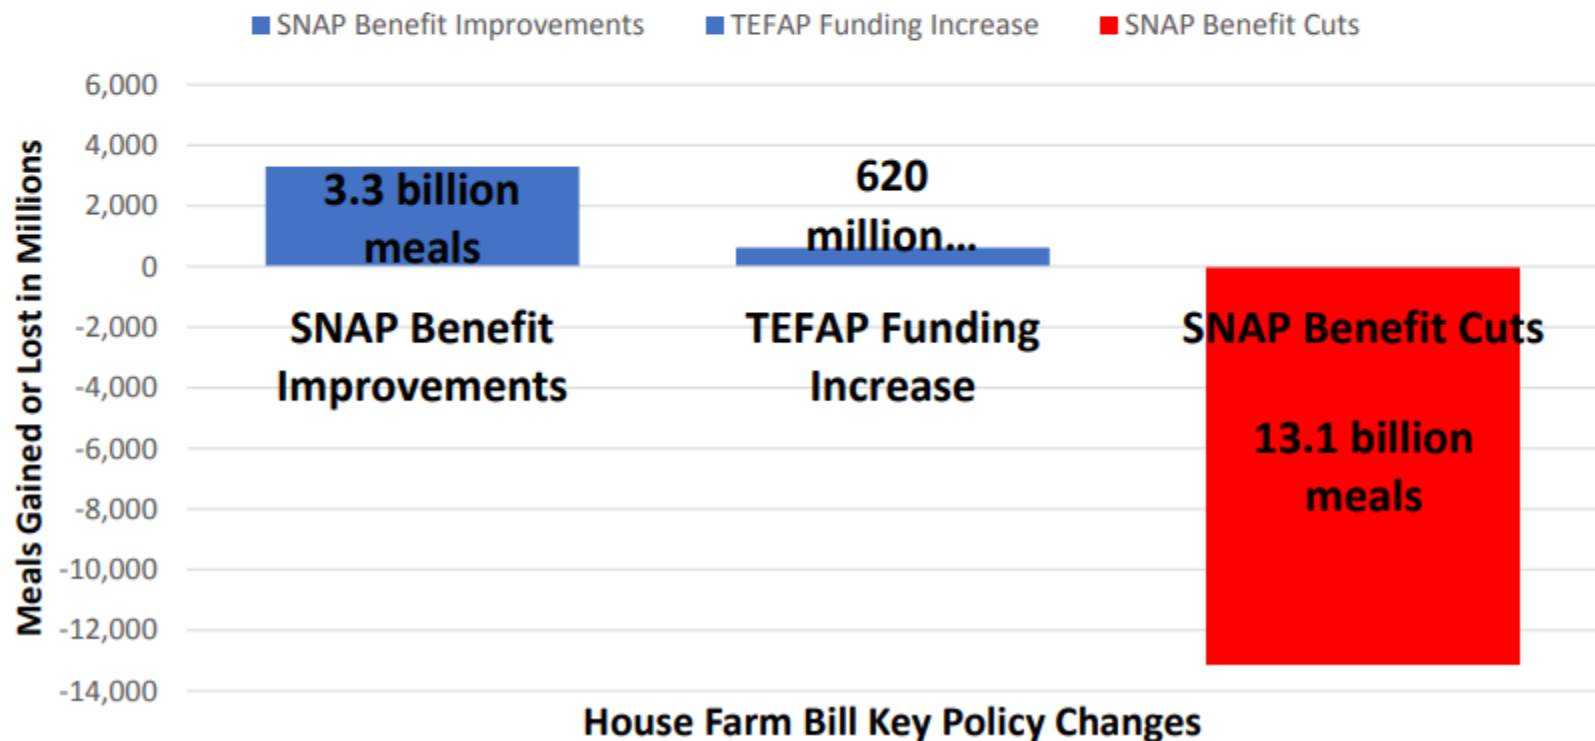 SNAP Benefit Improvements TEFAP Funding Increase SNAP Benefit Cuts
Meals Gained or Lost in Millions
6,000
4,000
2,000
0
-2,000
-4,000
-6,000
-8,000
-10,000
-12,000
-14,000
3.3 billion
meals
620
million...
SNAP Benefit
Improvements
TEFAP Funding
Increase
SNAP Benefit Cuts
13.1 billion
meals
House Farm Bill Key Policy Changes